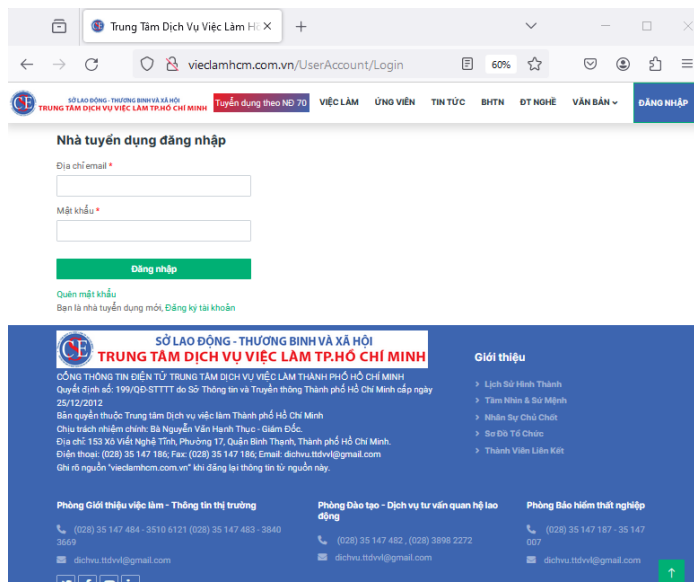 Trung Tâm Dịch Vụ Việc Làm Hồ
vieclamhcm.com.vn/UserAccount/Login
60%
SỞ LAO ĐỘNG - THƯƠNG BINH VÀ XÃ HỘI
TRUNG TÂM DỊCH VỤ VIỆC LÀM TP.HỒ CHÍ MINH
Tuyển dụng theo NĐ 70
VIỆC LÀM
ỨNG VIÊN
TIN TỨC
BHTN
ĐT NGHỀ
VĂN BẢN
ĐĂNG NHẬP
Nhà tuyển dụng đăng nhập
Địa chỉ email *
Mật khẩu *
Đăng nhập
Quên mật khẩu
Bạn là nhà tuyển dụng mới, Đăng ký tài khoản
SỞ LAO ĐỘNG - THƯƠNG BINH VÀ XÃ HỘI
TRUNG TÂM DỊCH VỤ VIỆC LÀM TP.HỒ CHÍ MINH
CỔNG THÔNG TIN ĐIỆN TỬ TRUNG TÂM DỊCH VỤ VIỆC LÀM THÀNH PHỐ HỒ CHÍ MINH
Quyết định số: 199/QĐ-STTTT do Sở Thông tin và Truyền thông Thành phố Hồ Chí Minh cấp ngày
25/12/2012
Bản quyền thuộc Trung tâm Dịch vụ việc làm Thành phố Hồ Chí Minh
Chịu trách nhiệm chính: Bà Nguyễn Văn Hạnh Thục - Giám Đốc.
Địa chỉ: 153 Xô Viết Nghệ Tĩnh, Phường 17, Quận Bình Thạnh, Thành phố Hồ Chí Minh.
Điện thoại: (028) 35 147 186; Fax: (028) 35 147 186; Email: dichvu.ttdvvl@gmail.com
Ghi rõ nguồn "vieclamhcm.com.vn" khi đăng lại thông tin từ nguồn này.
Giới thiệu
Lịch Sử Hình Thành
Tầm Nhìn & Sứ Mệnh
Nhân Sự Chủ Chốt
Sơ Đồ Tổ Chức
Thành Viên Liên Kết
Phòng Giới thiệu việc làm - Thông tin thị trường
(028) 35 147 484 - 3510 6121 (028) 35 147 483 - 3840
3669
dichvu.ttdvvl@gmail.com
Phòng Đào tạo - Dịch vụ tư vấn quan hệ lao
động
(028) 35 147 482 , (028) 3898 2272
dichvu.ttdvvl@gmail.com
Phòng Bảo hiểm thất nghiệp
(028) 35 147 187 - 35 147
007
dichvu.ttdvvl@gmail.com